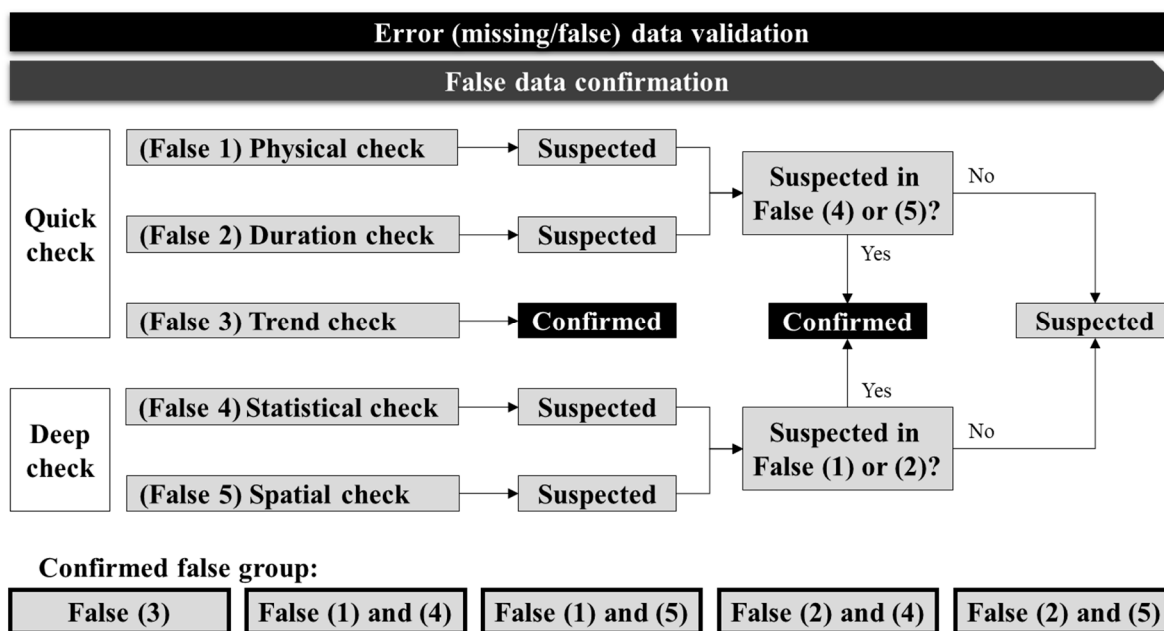 Error (missing/false) data validation
False data confirmation
Quick
check
(False 1) Physical check
Suspected
(False 2) Duration check
Suspected
(False 3) Trend check
Confirmed
Suspected in
False (4) or (5)?
No
Yes
Confirmed
Suspected
Deep
check
(False 4) Statistical check
Suspected
(False 5) Spatial check
Suspected
Yes
Suspected in
False (1) or (2)?
No
Confirmed false group:
False (3)
False (1) and (4)
False (1) and (5)
False (2) and (4)
False (2) and (5)